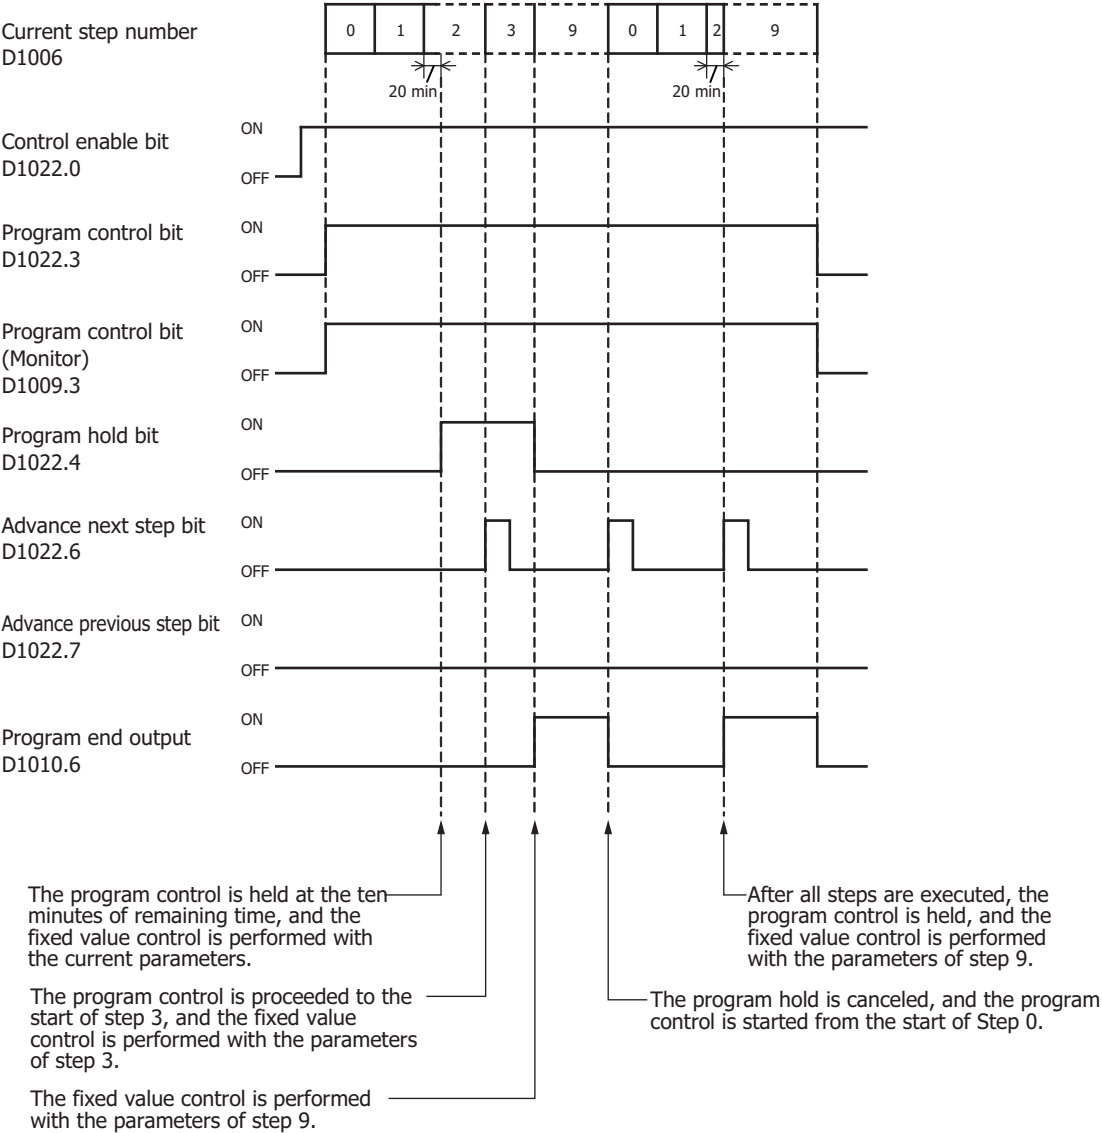 Current step number
D1006
0 1 2 3 9 0 1 2 9
20 min
20 min
Control enable bit
D1022.0
ON
OFF
Program control bit
D1022.3
ON
OFF
Program control bit
(Monitor)
D1009.3
ON
OFF
Program hold bit
D1022.4
ON
OFF
Advance next step bit
D1022.6
ON
OFF
Advance previous step bit
D1022.7
ON
OFF
Program end output
D1010.6
ON
OFF
The program control is held at the ten
minutes of remaining time, and the
fixed value control is performed with
the current parameters.
The program control is proceeded to the
start of step 3, and the fixed value
control is performed with the parameters
of step 3.
The fixed value control is performed
with the parameters of step 9.
After all steps are executed, the
program control is held, and the
fixed value control is performed
with the parameters of step 9.
The program hold is canceled, and the program
control is started from the start of Step 0.